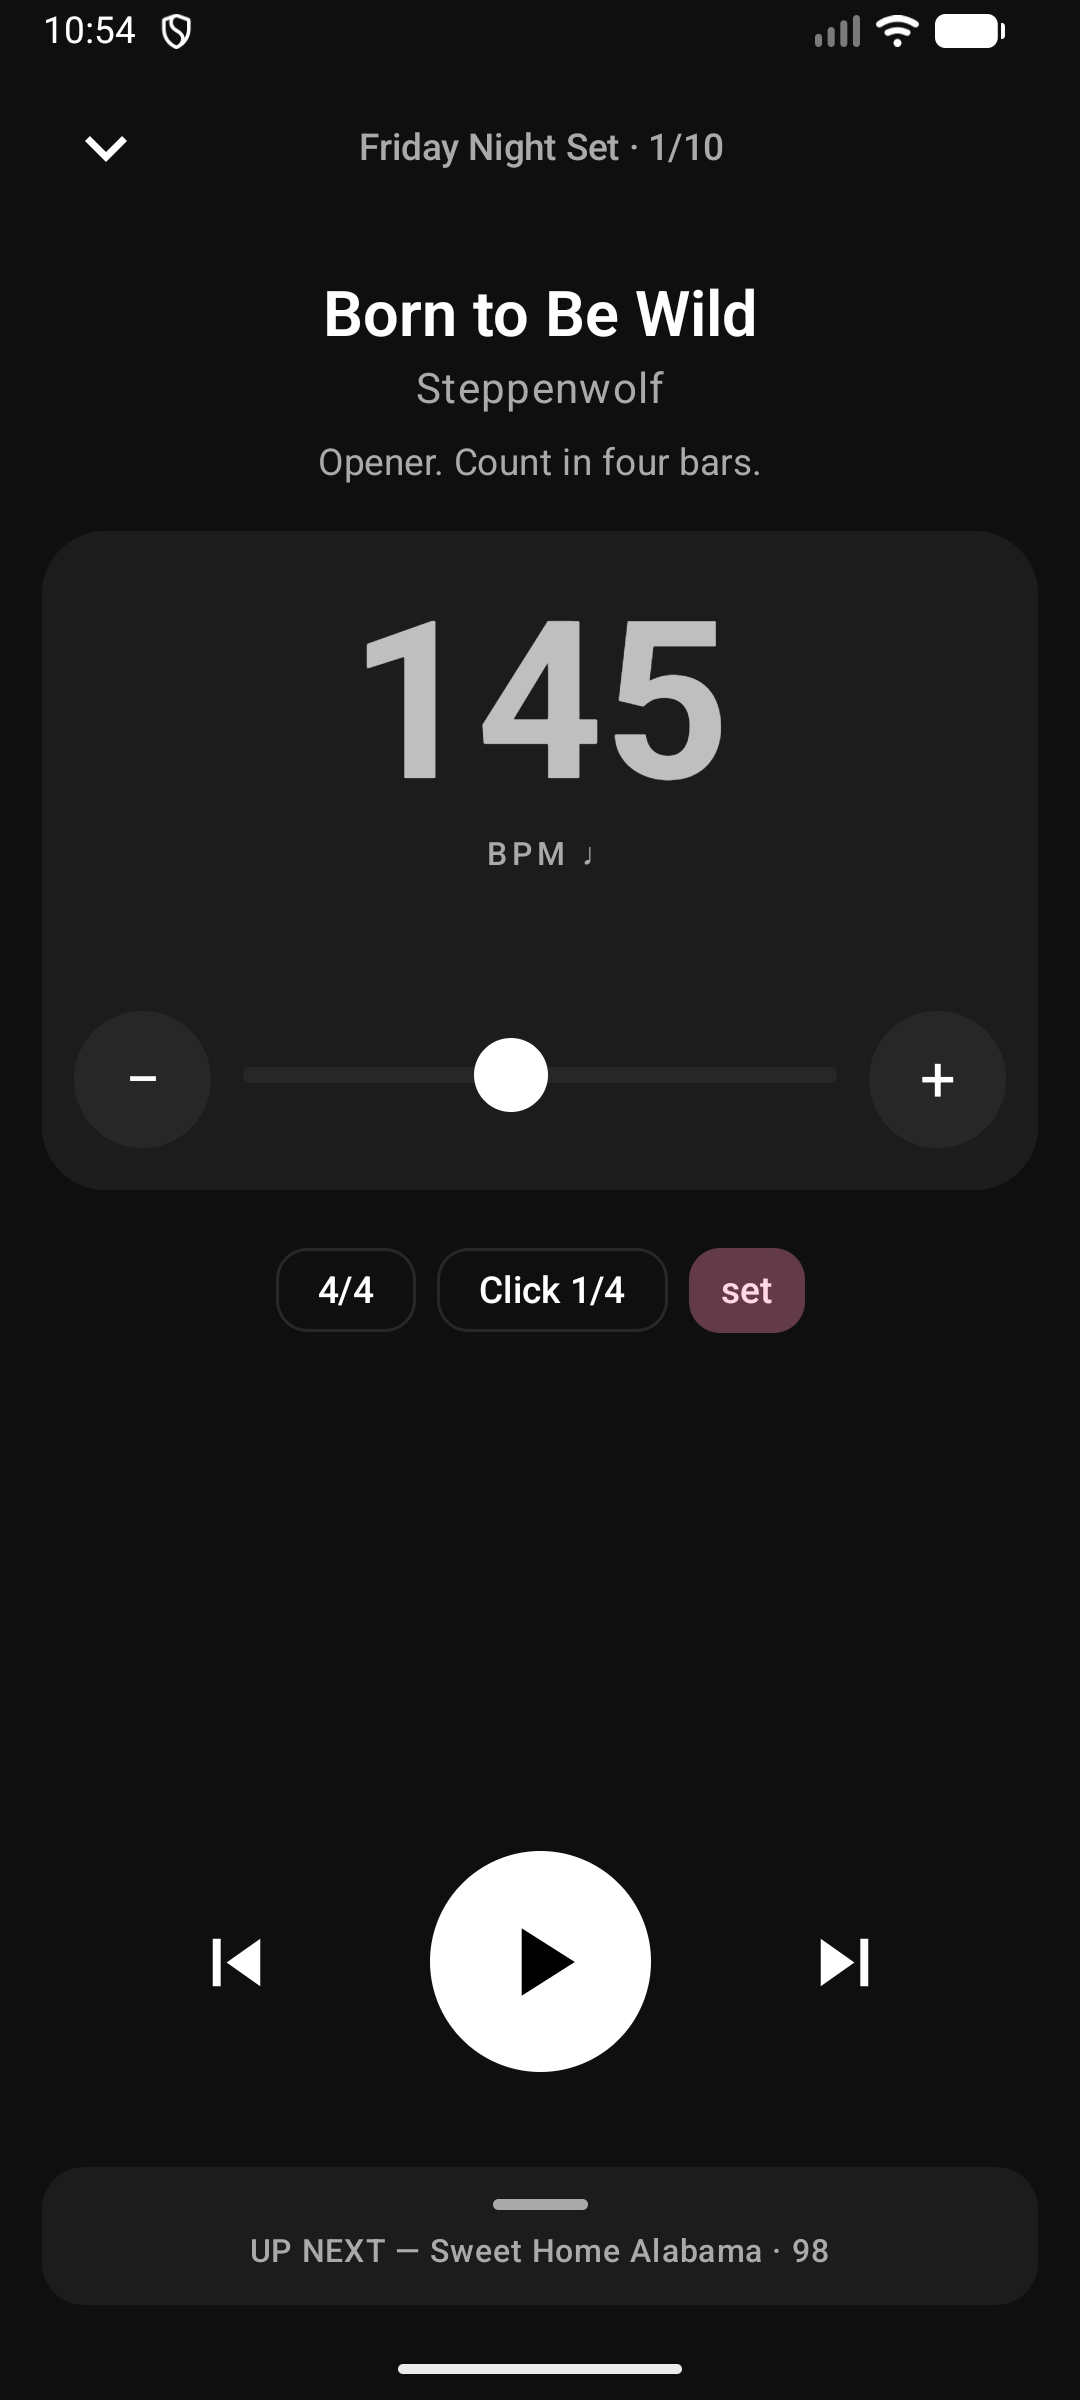 10:54
Friday Night Set · 1/10
Born to Be Wild
Steppenwolf
Opener. Count in four bars.
145
BPM ♩
−
+
4/4
Click 1/4
set
UP NEXT — Sweet Home Alabama · 98